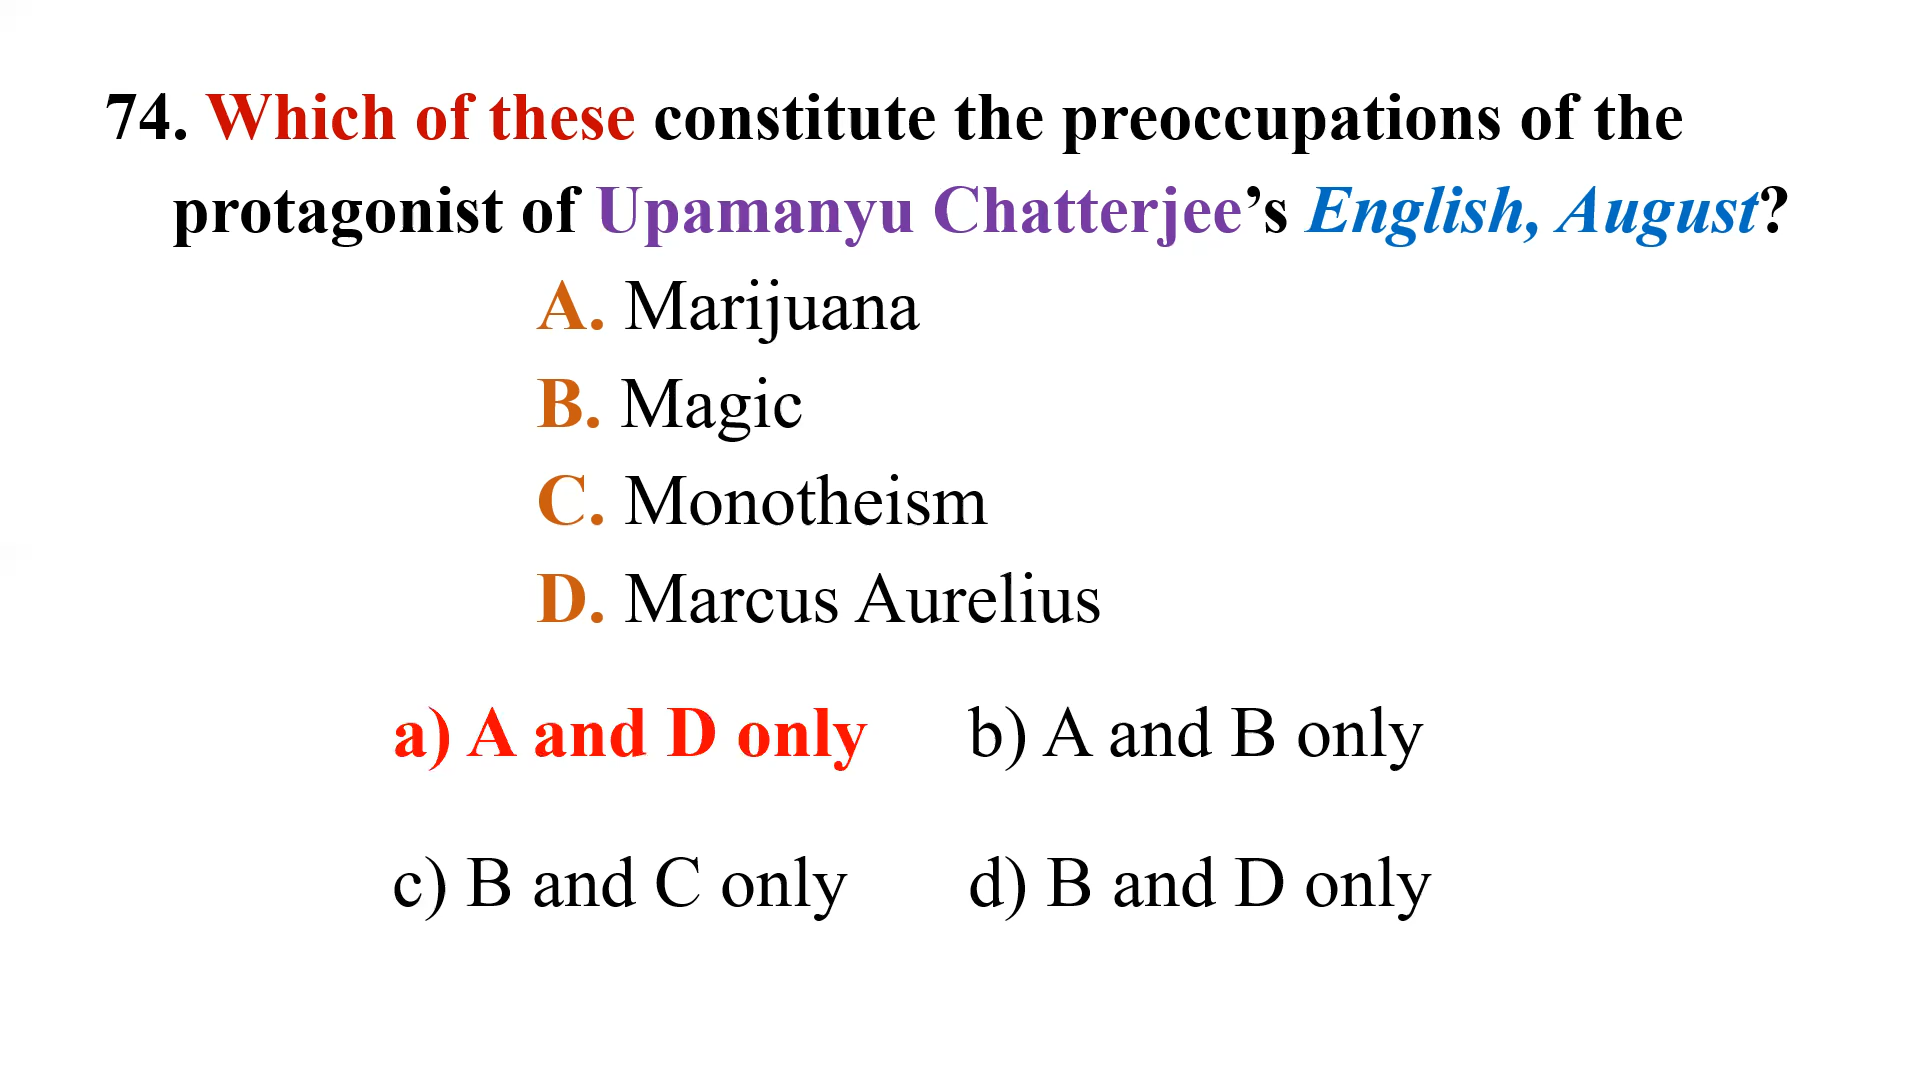 74. Which of these constitute the preoccupations of the
protagonist of Upamanyu Chatterjee’s English, August?
A. Marijuana
B. Magic
C. Monotheism
D. Marcus Aurelius
a) A and D only b) A and B only
c) B and C only d) B and D only